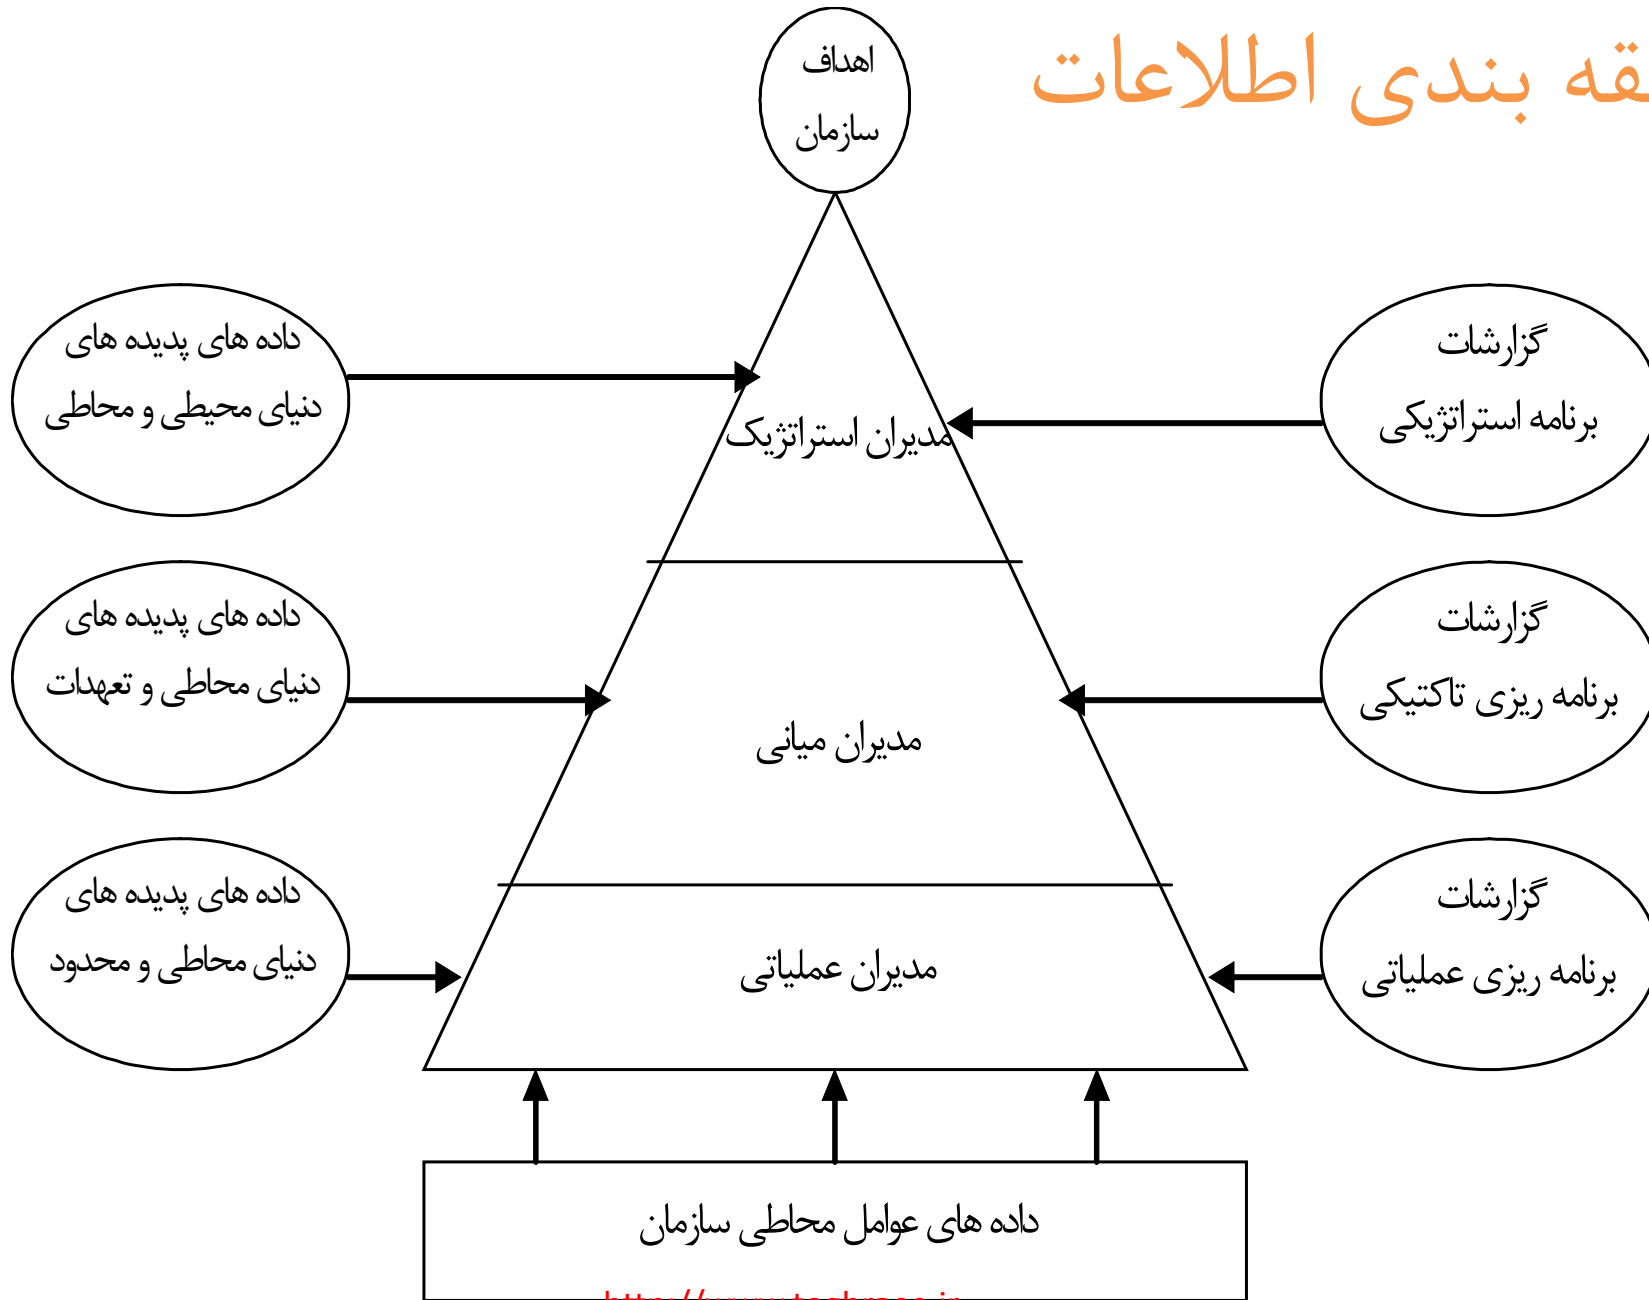 بندی اطلاعات
اهداف
سازمان
داده های پدیده های
دنیای محیطی و محاطی
گزارشات
برنامه استراتژیکی
مدیران استراتژیک
داده های پدیده های
دنیای محاطی و تعهدات
گزارشات
برنامه ریزی تاکتیکی
مدیران میانی
داده های پدیده های
دنیای محاطی و محدود
گزارشات
برنامه ریزی عملیاتی
مدیران عملیاتی
داده های عوامل محاطی سازمان